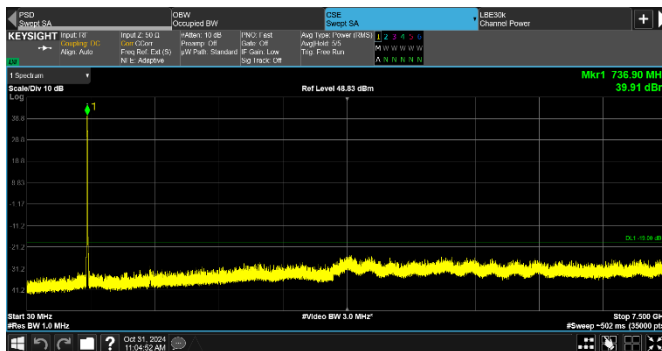 PSD
Swept SA
OBW
Occupied BW
CSE
Swept SA
LBE30k
Channel Power
+
KEYSIGHT
Input: RF
Coupling: DC
Align: Auto
Input Z: 50 Ω
Corr CCorr
Freq Ref: Ext (S)
NFE: Adaptive
#Atten: 10 dB
Preamp: Off
µW Path: Standard
PNO: Fast
Gate: Off
IF Gain: Low
Sig Track: Off
Avg Type: Power (RMS)
Avg|Hold: 5/5
Trig: Free Run
1 2 3 4 5 6
M W W W W W
A N N N N N
1 Spectrum
Scale/Div 10 dB
Log
Ref Level 48.83 dBm
Mkr1 736.90 MH
39.91 dBr
1
38.8
28.8
18.8
8.83
-1.17
-11.2
-21.2
-31.2
-41.2
Start 30 MHz
#Res BW 1.0 MHz
#Video BW 3.0 MHz*
Stop 7.500 GH
#Sweep ~502 ms (35000 pts
?
Oct 31, 2024
11:04:52 AM